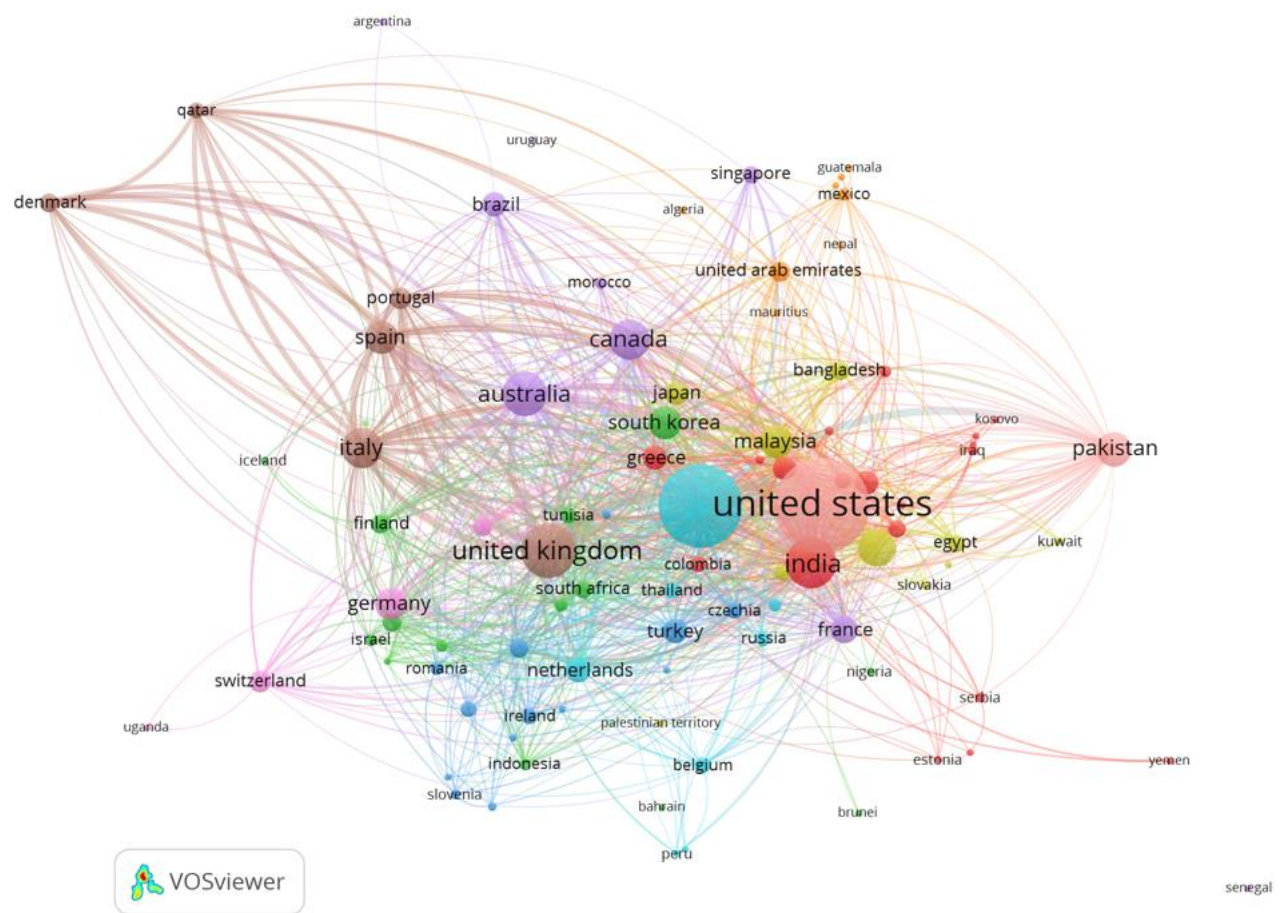 argentina
qatar
uruguay
denmark
brazil
singapore
guatemala
mexico
algeria
nepal
united arab emirates
morocco
mauritius
portugal
spain
canada
bangladesh
australia
japan
south korea
kosovo
italy
greece
malaysia
iraq
pakistan
iceland
united states
finland
tunisia
egypt
kuwait
united kingdom
colombia
india
slovakia
south africa
thailand
germany
czechia
israel
turkey
russia
france
romania
netherlands
nigeria
switzerland
serbia
uganda
ireland
palestinian territory
indonesia
belgium
estonia
yemen
slovenia
bahrain
brunei
peru
VOSviewer
senegal